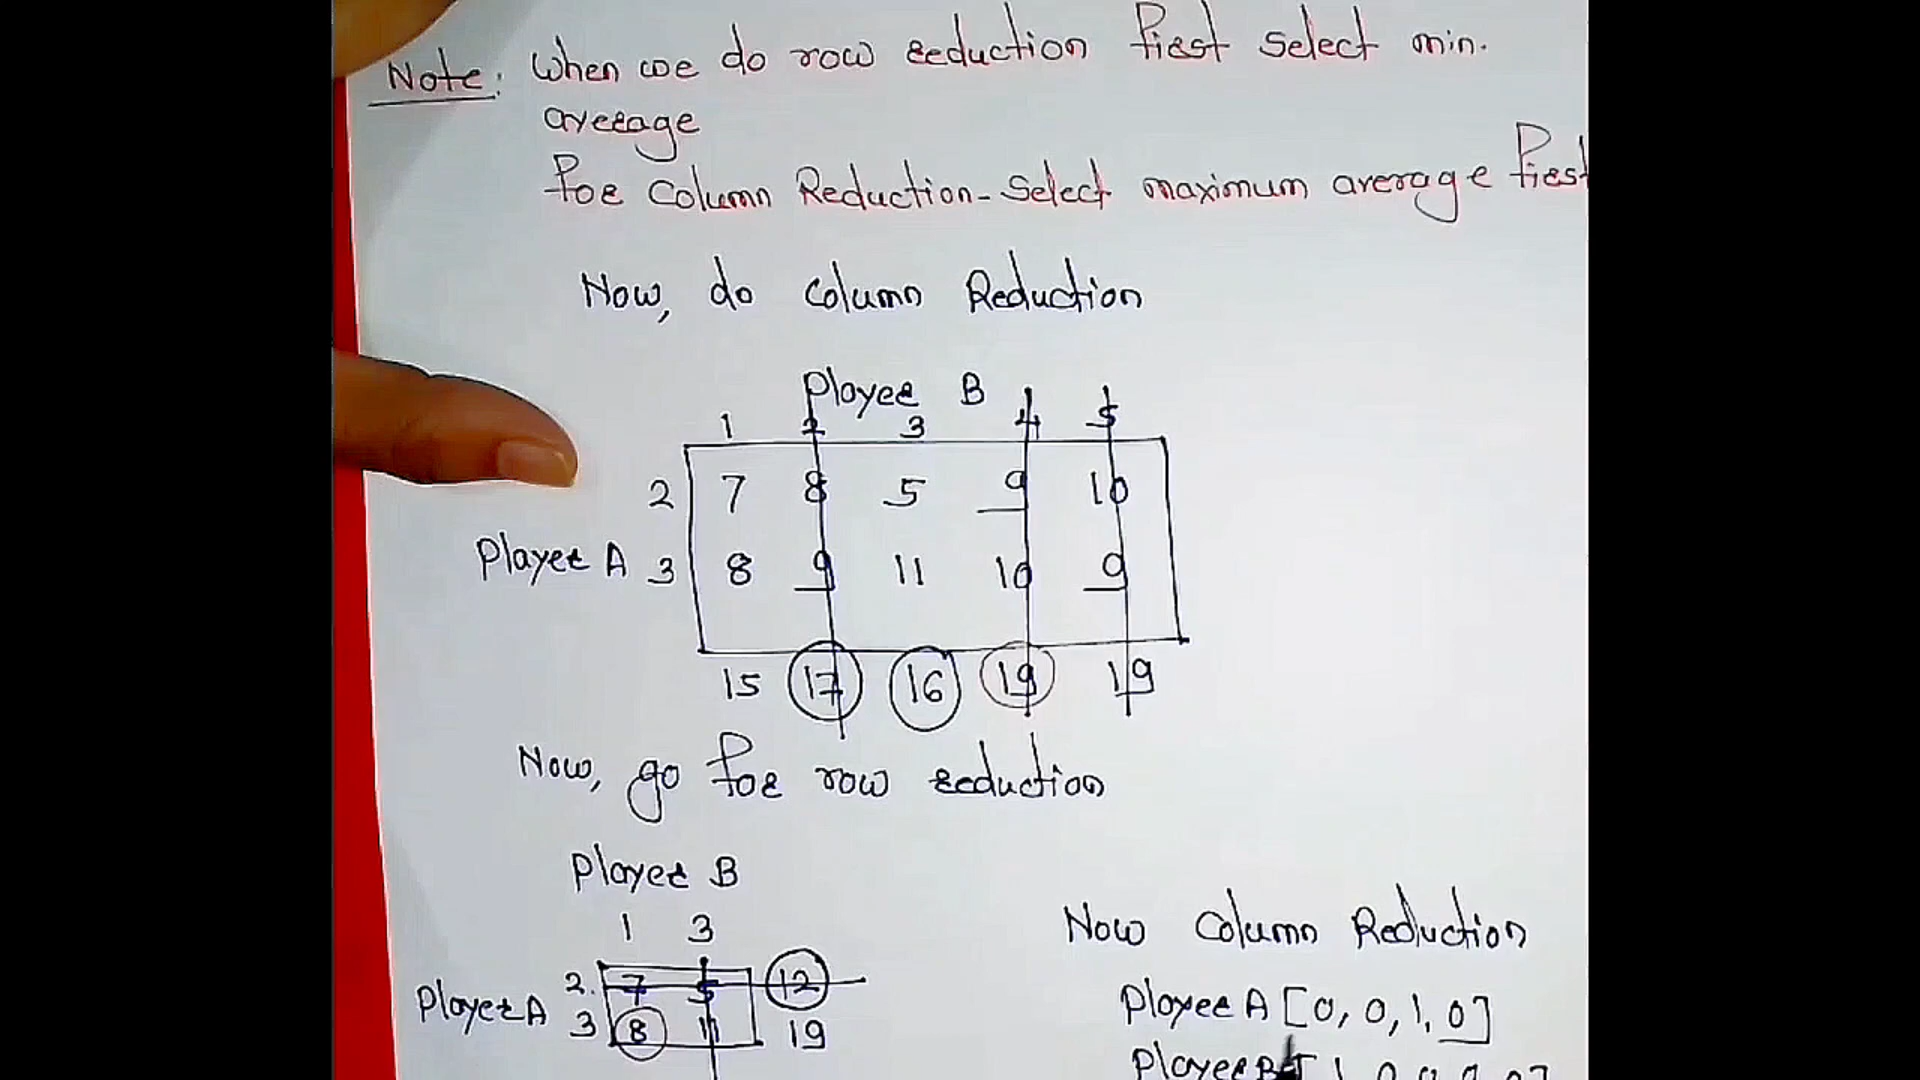 Note: When we do row reduction first select min.
average
for Column Reduction - Select maximum average first
Now, do Column Reduction
Player B
1 2 3 4 5
2 7 8 5 9 10
Player A 3 8 9 11 10 9
15 17 16 19 19
Now, go for row reduction
Player B
1 3
2. 7 5 12
Player A 3 8 11 19
Now Column Reduction
Player A [0, 0, 1, 0]
Player B